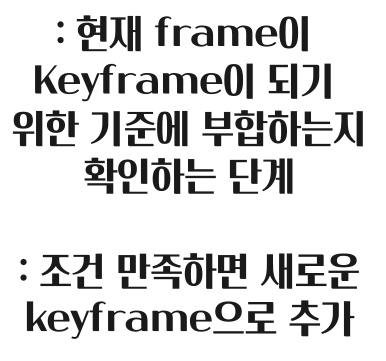 : 현재 frame이
Keyframe이 되기
위한 기준에 부합하는지
확인하는 단계
: 조건 만족하면 새로운
keyframe으로 추가